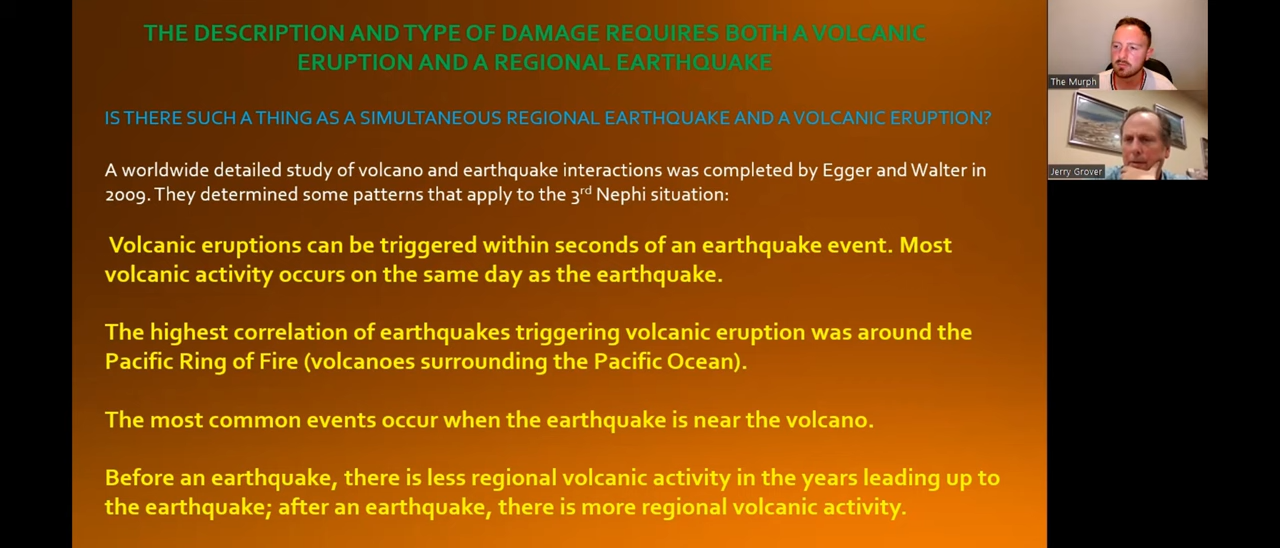 THE DESCRIPTION AND TYPE OF DAMAGE REQUIRES BOTH A VOLCANIC
ERUPTION AND A REGIONAL EARTHQUAKE
IS THERE SUCH A THING AS A SIMULTANEOUS REGIONAL EARTHQUAKE AND A VOLCANIC ERUPTION?
A worldwide detailed study of volcano and earthquake interactions was completed by Egger and Walter in
2009. They determined some patterns that apply to the 3rd Nephi situation:
Volcanic eruptions can be triggered within seconds of an earthquake event. Most
volcanic activity occurs on the same day as the earthquake.
The highest correlation of earthquakes triggering volcanic eruption was around the
Pacific Ring of Fire (volcanoes surrounding the Pacific Ocean).
The most common events occur when the earthquake is near the volcano.
Before an earthquake, there is less regional volcanic activity in the years leading up to
the earthquake; after an earthquake, there is more regional volcanic activity.
The Murph
Jerry Grover